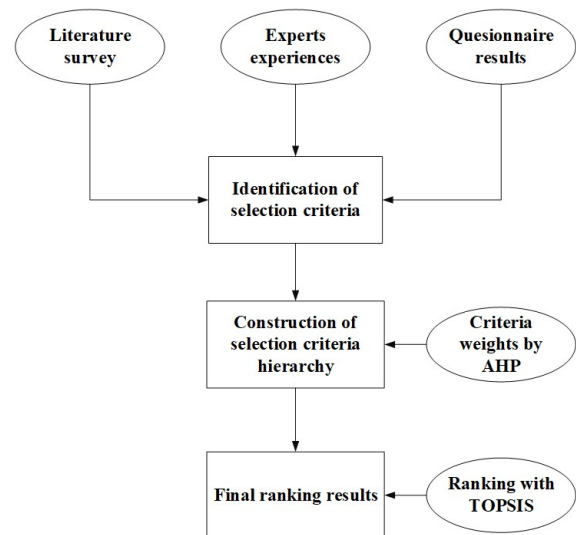 Literature
survey
Experts
experiences
Quesionnaire
results
Identification of
selection criteria
Construction of
selection criteria
hierarchy
Criteria
weights by
AHP
Final ranking results
Ranking with
TOPSIS